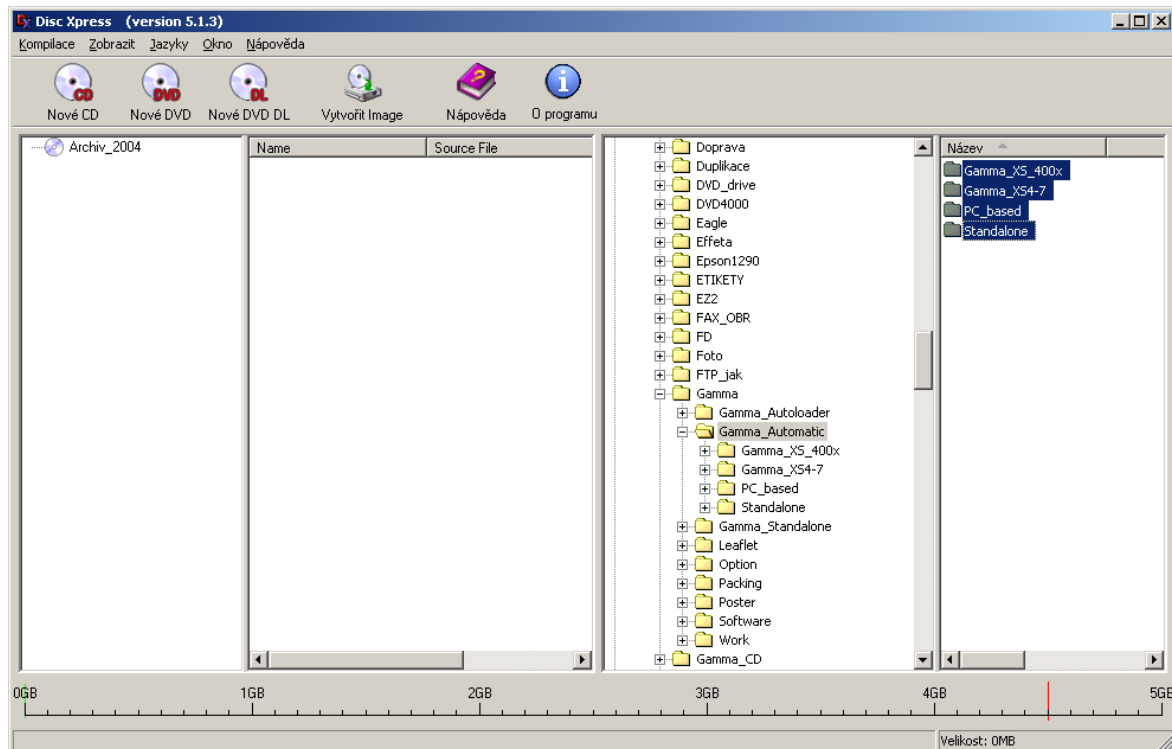 Disc Xpress (version 5.1.3)
Kompilace Zobrazit Jazyky Okno Nápověda
CD DVD DL
Nové CD Nové DVD Nové DVD DL Vytvořit Image Nápověda O programu
Archiv_2004
Name Source File
Doprava
Duplikace
DVD_drive
DVD4000
Eagle
Effeta
Epson1290
ETIKETY
EZ2
FAX_OBR
FD
Foto
FTP_jak
Gamma
Gamma_Autoloader
Gamma_Automatic
Gamma_XS_400x
Gamma_XS4-7
PC_based
Standalone
Gamma_Standalone
Leaflet
Option
Packing
Poster
Software
Work
Gamma_CD
Název
Gamma_XS_400x
Gamma_XS4-7
PC_based
Standalone
0GB 1GB 2GB 3GB 4GB 5GB
Velikost: 0MB